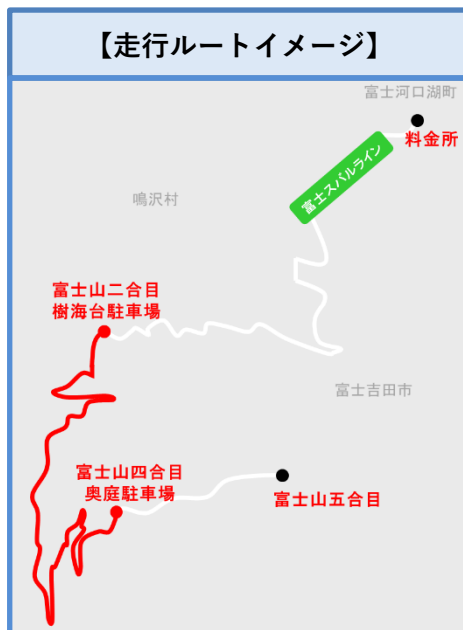 【走行ルートイメージ】
富士河口湖町
料金所
富士スバルライン
鳴沢村
富士山二合目
樹海台駐車場
富士吉田市
富士山四合目
奥庭駐車場
富士山五合目